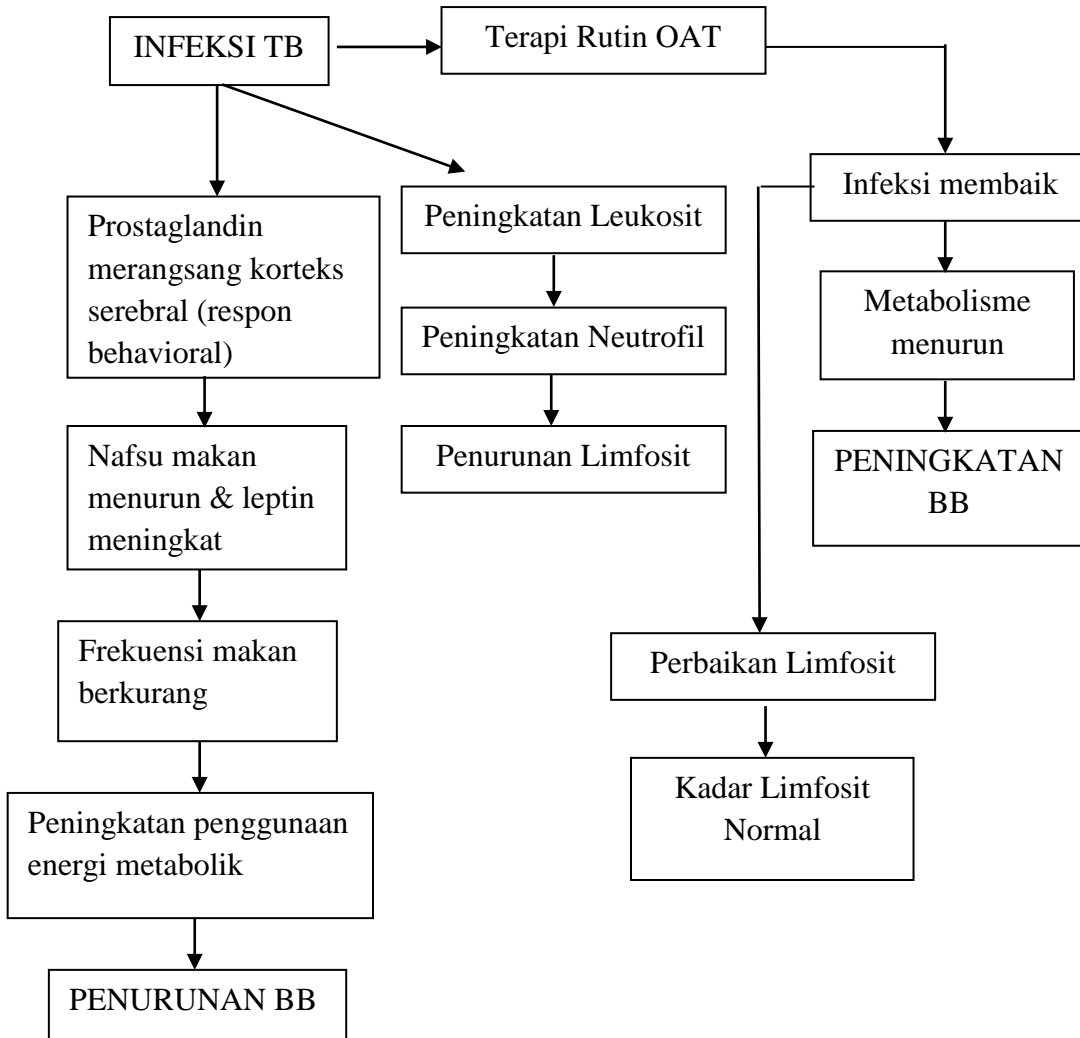 INFEKSI TB
Terapi Rutin OAT
Infeksi membaik
Prostaglandin
merangsang korteks
serebral (respon
behavioral)
Peningkatan Leukosit
Metabolisme
menurun
Peningkatan Neutrofil
Nafsu makan
menurun & leptin
meningkat
Penurunan Limfosit
PENINGKATAN
BB
Frekuensi makan
berkurang
Perbaikan Limfosit
Peningkatan penggunaan
energi metabolik
Kadar Limfosit
Normal
PENURUNAN BB